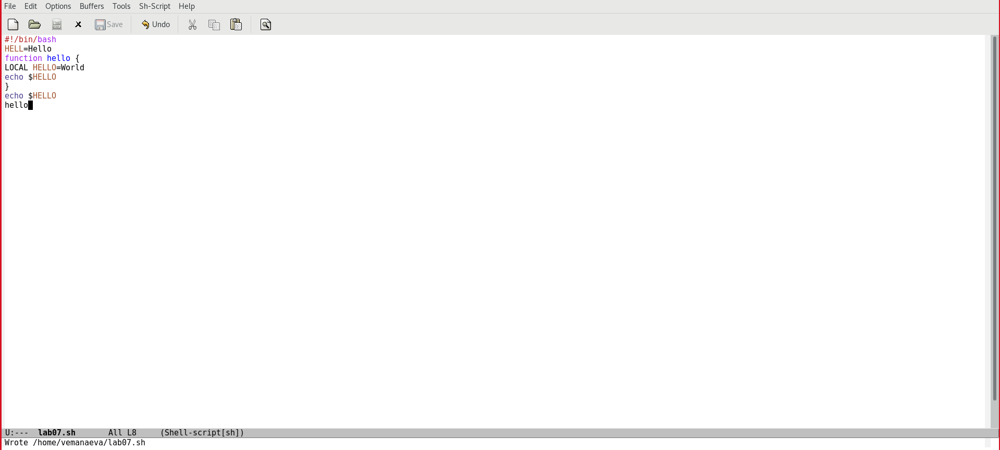 File Edit Options Buffers Tools Sh-Script Help
Save Undo
#!/bin/bash
HELL=Hello
function hello {
LOCAL HELLO=World
echo $HELLO
}
echo $HELLO
hello
U:--- lab07.sh All L8 (Shell-script[sh])
Wrote /home/vemanaeva/lab07.sh